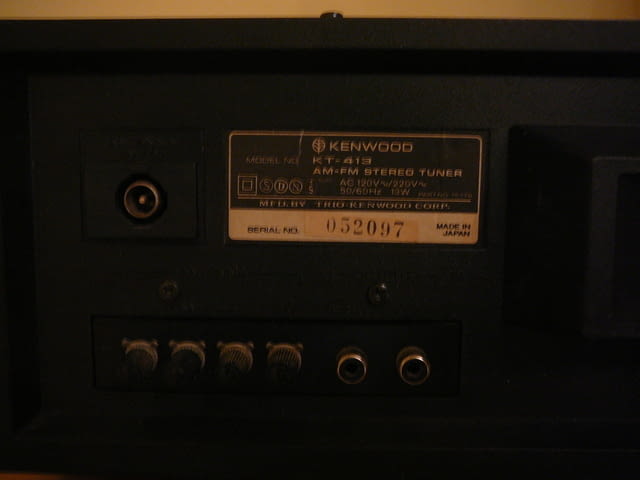 KENWOOD
MODEL NO. KT-413
AM-FM STEREO TUNER
S D N
AC 120V~/220V~
50/60Hz 13W
MFD. BY TRIO-KENWOOD CORP.
SERIAL NO. 052097 MADE IN JAPAN